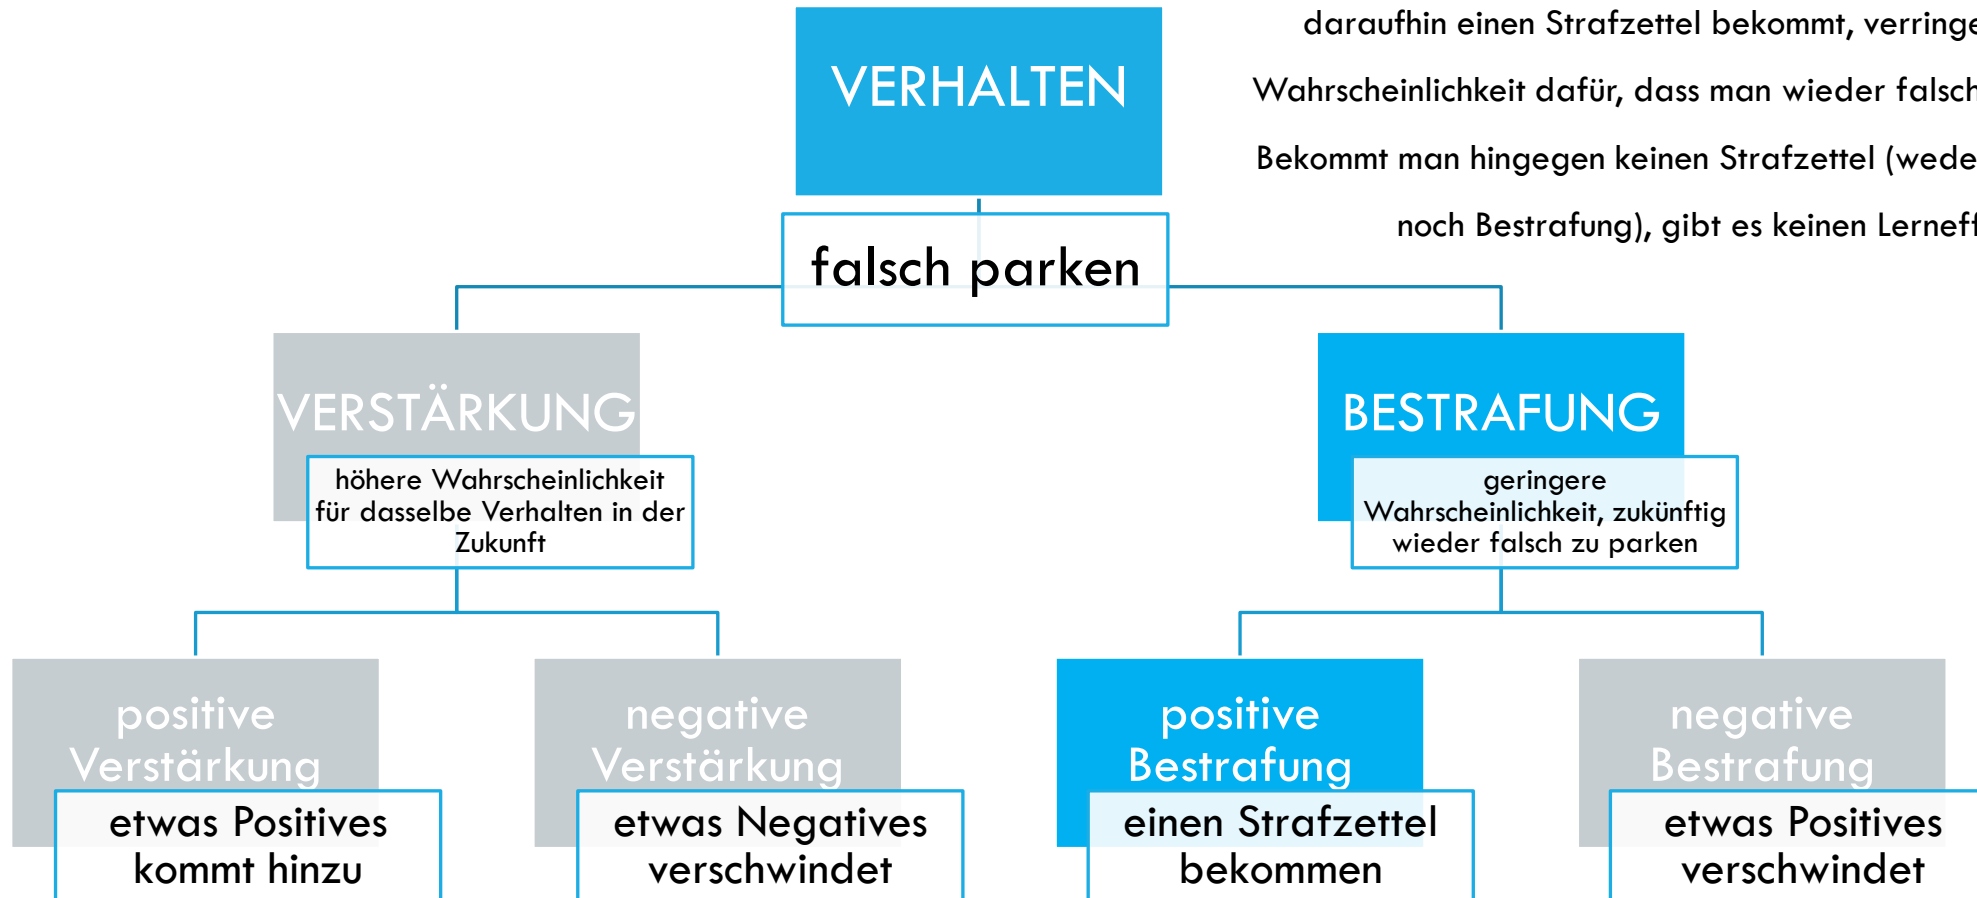 daraufhin einen Strafzettel bekommt,
Wahrscheinlichkeit dafür, dass man wieder falsch
Bekommt man hingegen keinen Strafzettel
noch Bestrafung), gibt es keinen
VERHALTEN
falsch parken
VERSTÄRKUNG
höhere Wahrscheinlichkeit
für dasselbe Verhalten in der
Zukunft
BESTRAFUNG
geringere
Wahrscheinlichkeit, zukünftig
wieder falsch zu parken
positive
Verstärkung
etwas Positives
kommt hinzu
negative
Verstärkung
etwas Negatives
verschwindet
positive
Bestrafung
einen Strafzettel
bekommen
negative
Bestrafung
etwas Positives
verschwindet